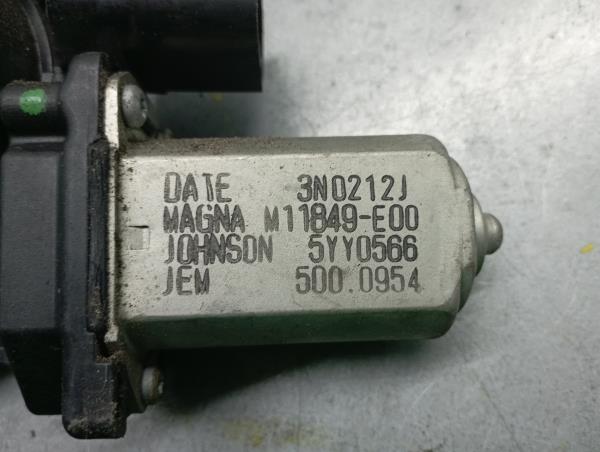 DATE 3N0212J
MAGNA M11849-E00
JOHNSON 5YY0566
JEM 500.0954